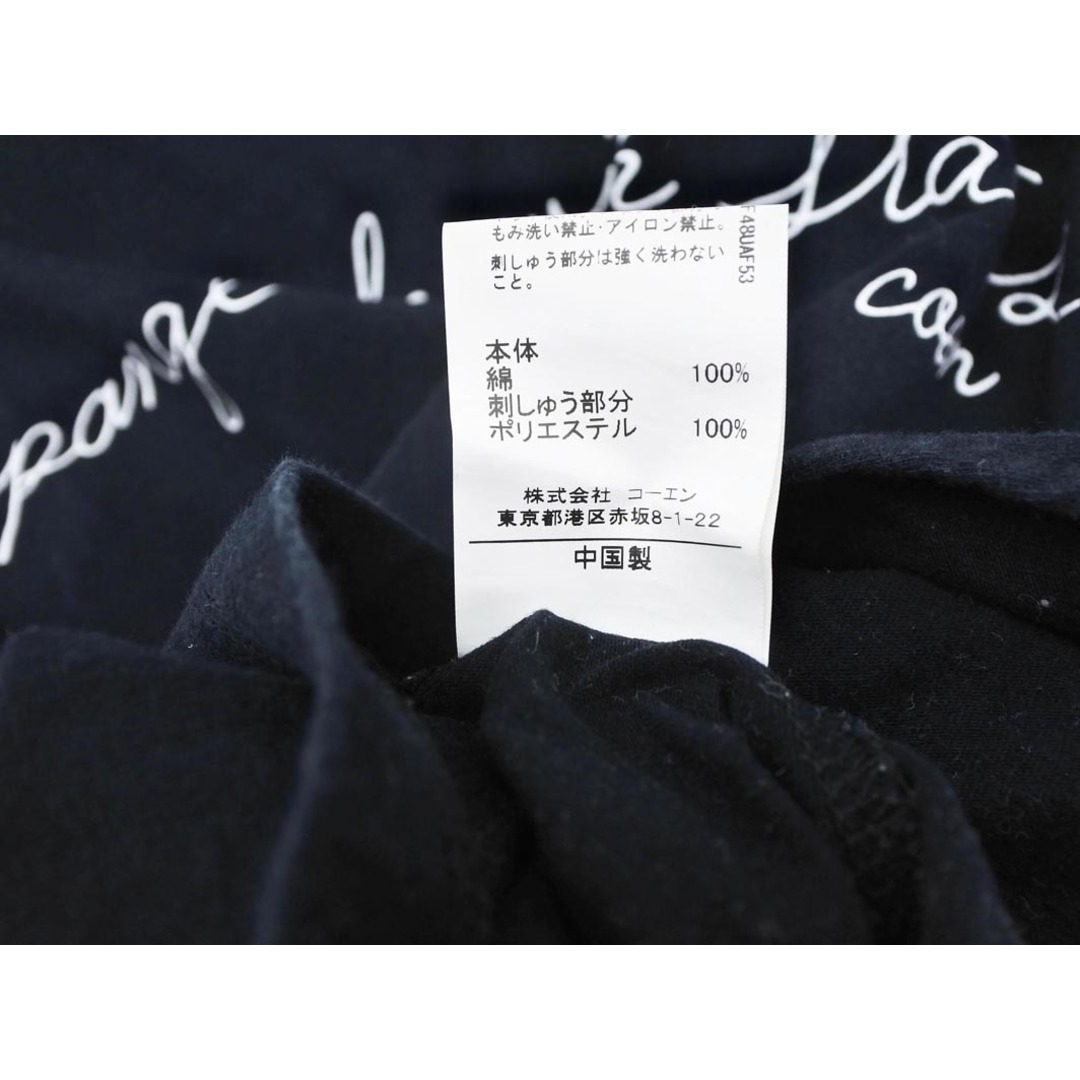 もみ洗い禁止・アイロン禁止。
刺しゅう部分は強く洗わない
こと。
F48UAF53
本体
綿 100%
刺しゅう部分
ポリエステル 100%
株式会社 コーエン
東京都港区赤坂8-1-22
中国製